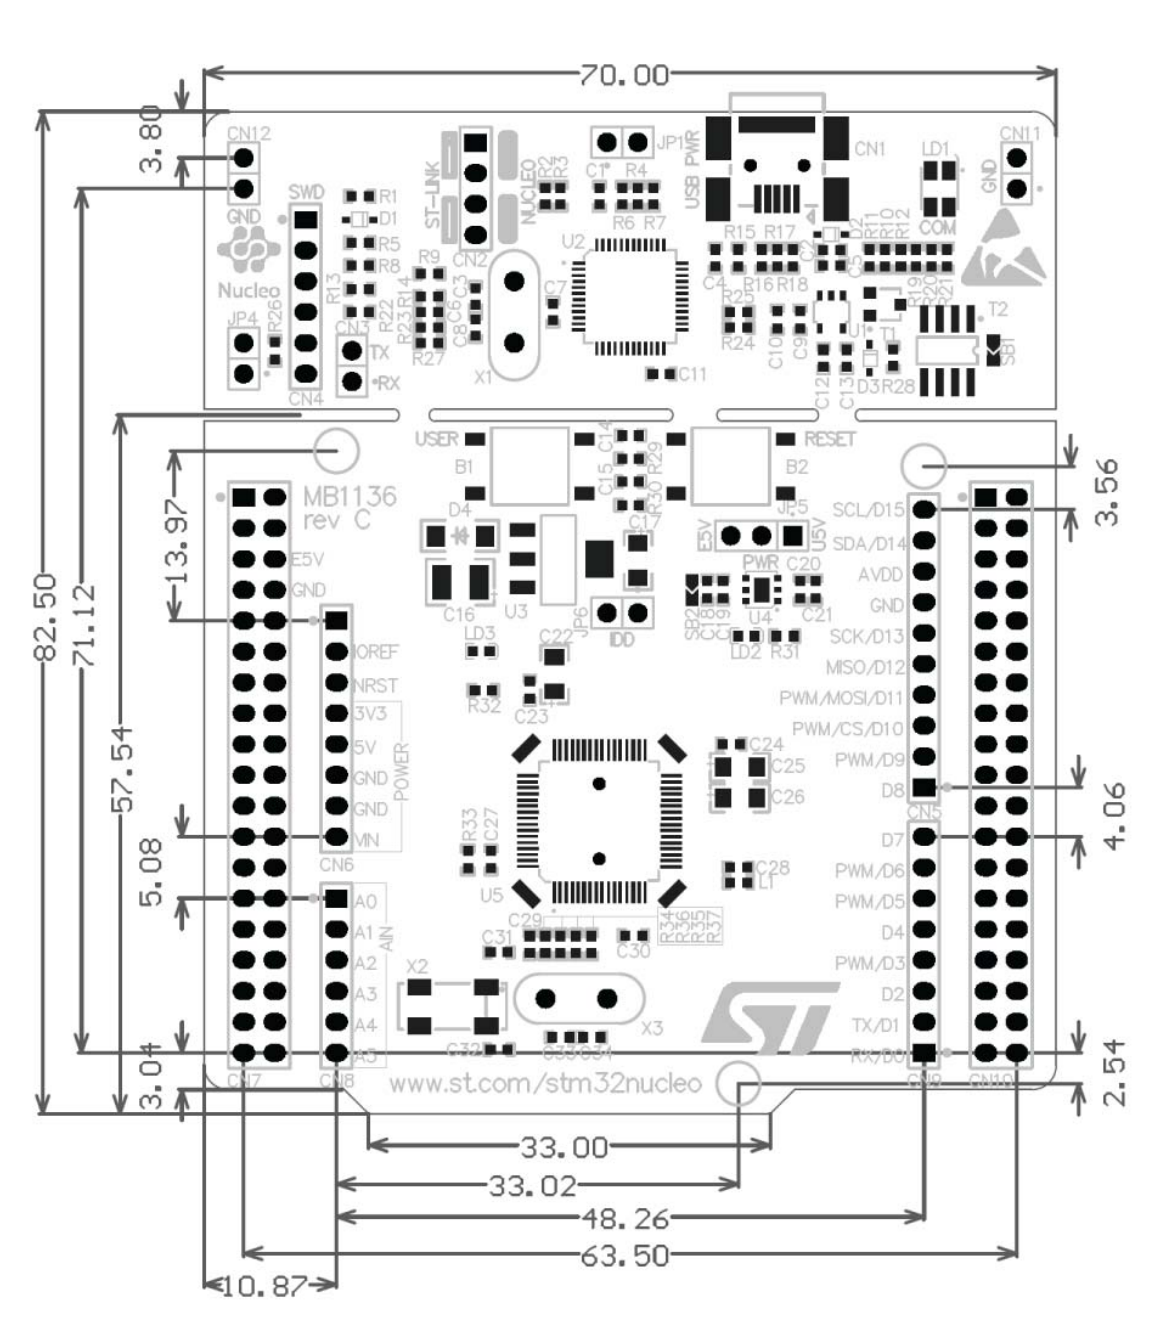 70.00
3.80
CN12
GND
SWD
R1
D1
R5
R8
R13
R22
Nucleo
JP4
R26
CN3
TX
RX
CN4
ST-LINK
NUCLEO
CN2
R9
R14
R23
R27
C3
C6
C8
X1
C7
R2
R3
C1
R4
JP1
R6
R7
U2
C11
USB PWR
CN1
LD1
CN11
GND
COM
R15
R17
C4
R16
R18
C2
D2
C5
R11
R10
R12
R19
R20
R21
R25
R24
C10
C9
U1
T1
T2
SB1
C12
C13
D3
R28
82.50
71.12
57.54
13.97
5.08
3.04
USER
B1
C14
R29
C15
R30
B2
RESET
3.56
MB1136
rev C
E5V
GND
D4
C16
U3
C17
JP6
IDD
E5V
JP5
U5V
PWR
SB2
C18
C19
U4
C20
C21
LD2
R31
LD3
R32
C22
C23
IOREF
NRST
3V3
5V
GND
GND
VIN
POWER
CN6
SCL/D15
SDA/D14
AVDD
GND
SCK/D13
MISO/D12
PWM/MOSI/D11
PWM/CS/D10
PWM/D9
D8
CN5
4.06
C24
C25
C26
R33
C27
U5
C28
L1
C29
C30
C31
R34
R36
R35
R37
A0
A1
A2
A3
A4
A5
AIN
D7
PWM/D6
PWM/D5
D4
PWM/D3
D2
TX/D1
RX/D0
X2
X3
C32
C33
C34
ST
CN7
CN8
CN9
CN10
www.st.com/stm32nucleo
2.54
33.00
33.02
48.26
63.50
10.87